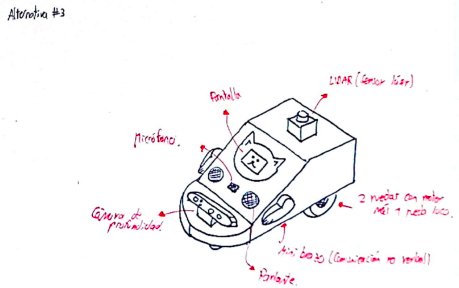 Alternativa #3
LIDAR (Sensor láser)
Pantalla
Micrófono.
Cámara de
profundidad.
2 ruedas con motor
más 1 rueda loca.
Mini brazo (Comunicación no verbal)
Parlante.